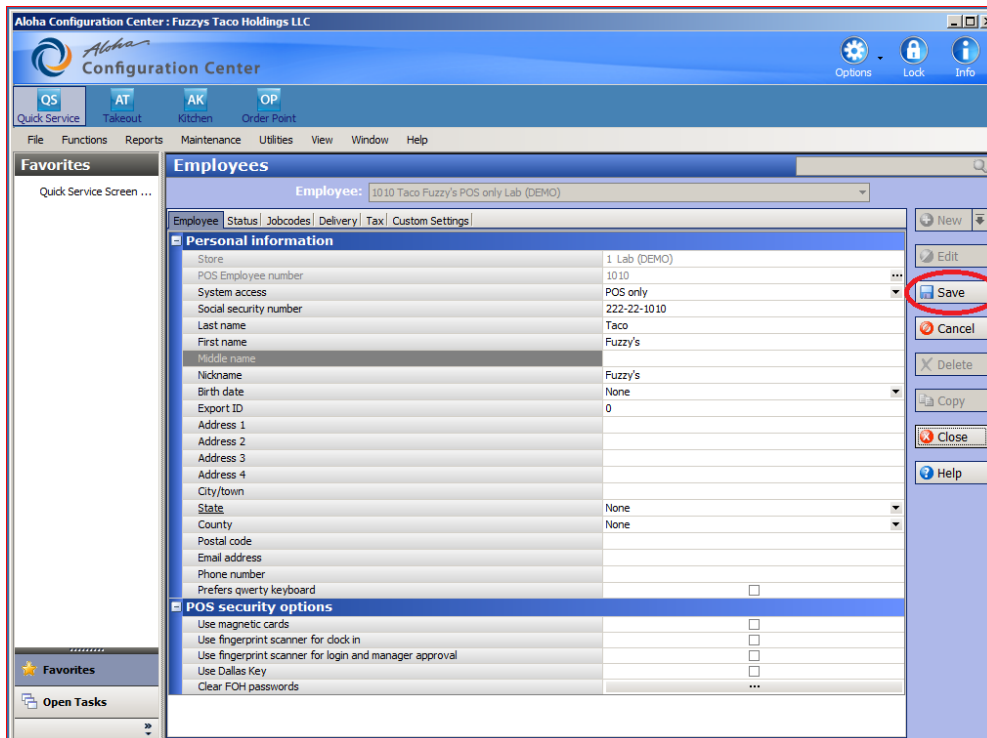 Aloha Configuration Center : Fuzzys Taco Holdings LLC
Aloha
Configuration Center
Options
Lock
Info
QS
AT
AK
OP
Quick Service
Takeout
Kitchen
Order Point
File Functions Reports Maintenance Utilities View Window Help
Favorites
Employees
Quick Service Screen ...
Employee: 1010 Taco Fuzzy's POS only Lab (DEMO)
Employee Status Jobcodes Delivery Tax Custom Settings
New
Personal information
Store 1 Lab (DEMO)
Edit
POS Employee number 1010 ...
System access POS only
Save
Social security number 222-22-1010
Last name Taco
Cancel
First name Fuzzy's
Middle name
Delete
Nickname Fuzzy's
Birth date None
Copy
Export ID 0
Address 1
Close
Address 2
Address 3
Help
Address 4
City/town
State None
County None
Postal code
Email address
Phone number
Prefers qwerty keyboard
POS security options
Use magnetic cards
Use fingerprint scanner for clock in
Use fingerprint scanner for login and manager approval
Favorites
Use Dallas Key
Clear FOH passwords ...
Open Tasks